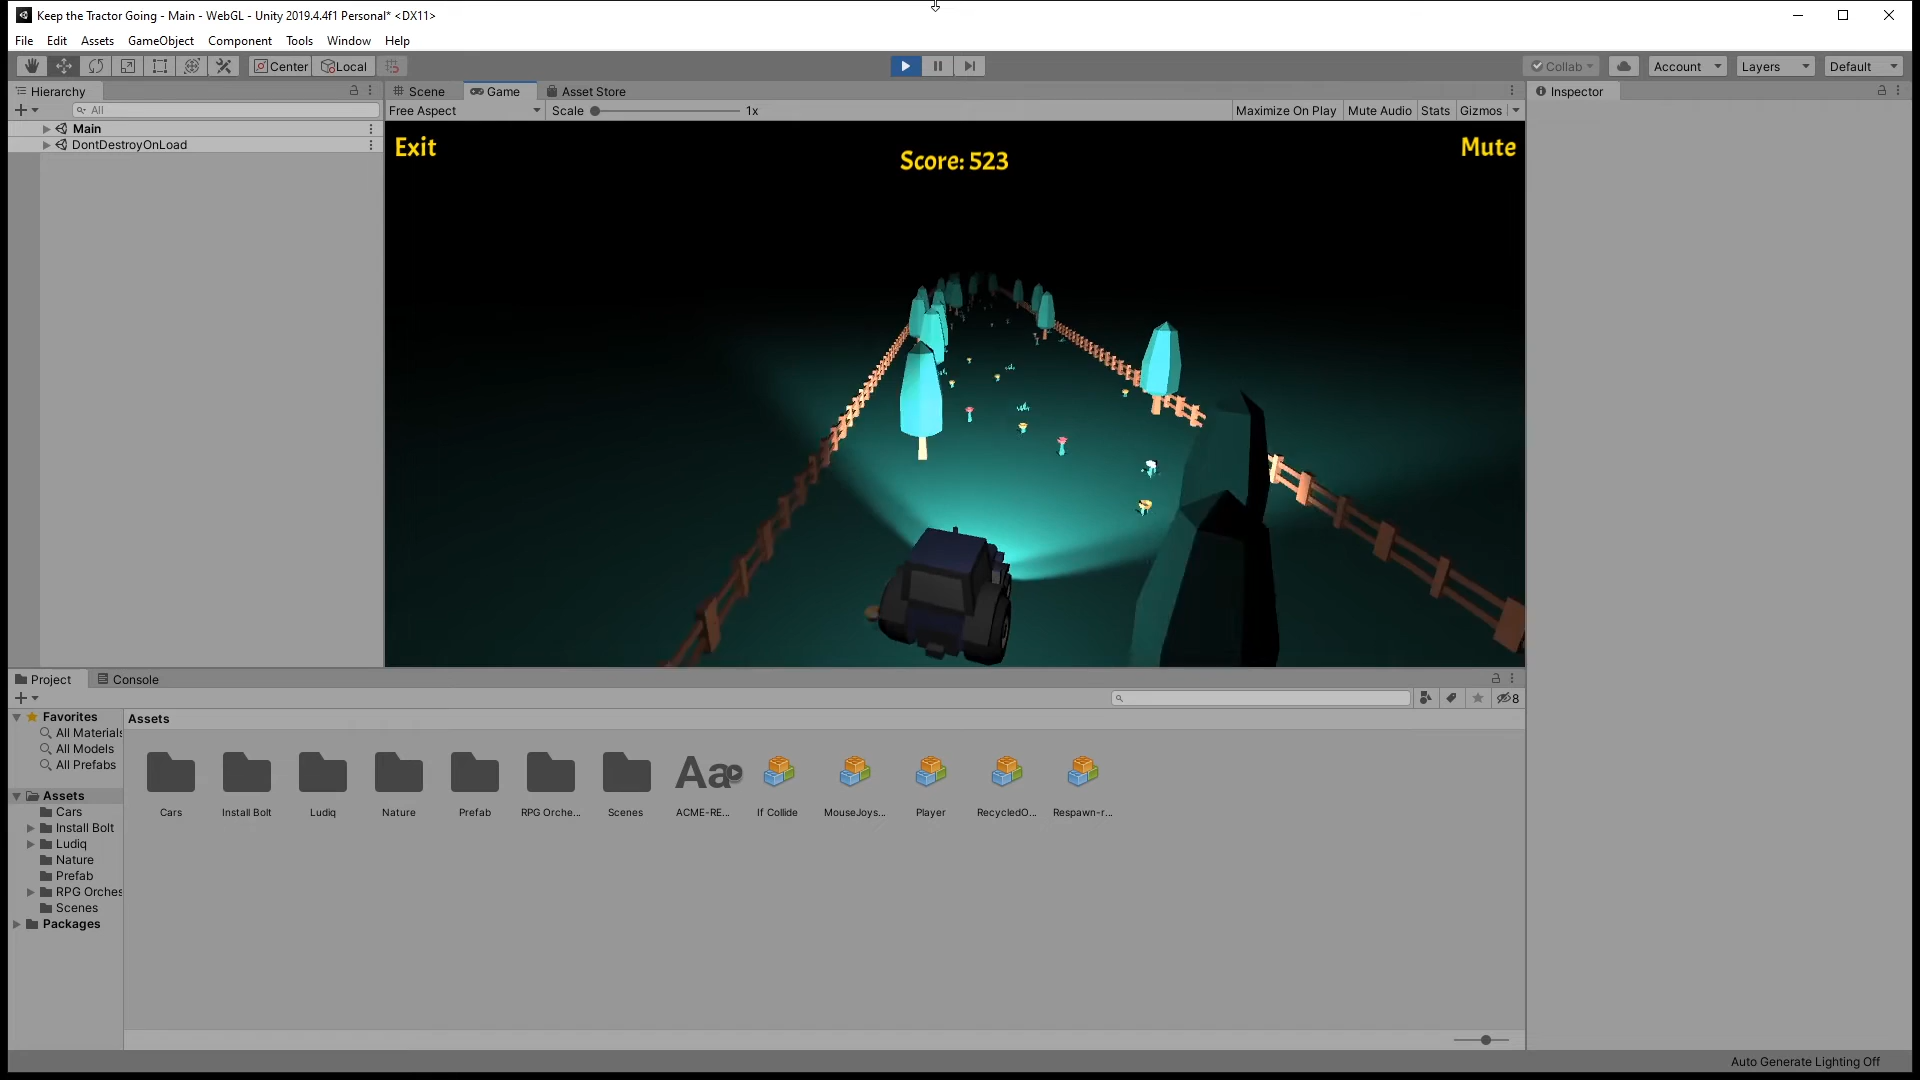 Keep the Tractor Going - Main - WebGL - Unity 2019.4.4f1 Personal* <DX11>
File Edit Assets GameObject Component Tools Window Help
Center Local Collab Account Layers Default
Hierarchy Scene Game Asset Store Inspector
All Free Aspect Scale 1x Maximize On Play Mute Audio Stats Gizmos
Main
DontDestroyOnLoad
Exit Score: 523 Mute
Project Console
8
Favorites
All Materials
All Models
All Prefabs
Assets
Cars
Install Bolt
Ludiq
Nature
Prefab
RPG Orches
Scenes
Packages
Assets
Aa
Cars Install Bolt Ludiq Nature Prefab RPG Orche... Scenes ACME-RE... If Collide MouseJoys... Player RecycledO... Respawn-r...
Auto Generate Lighting Off